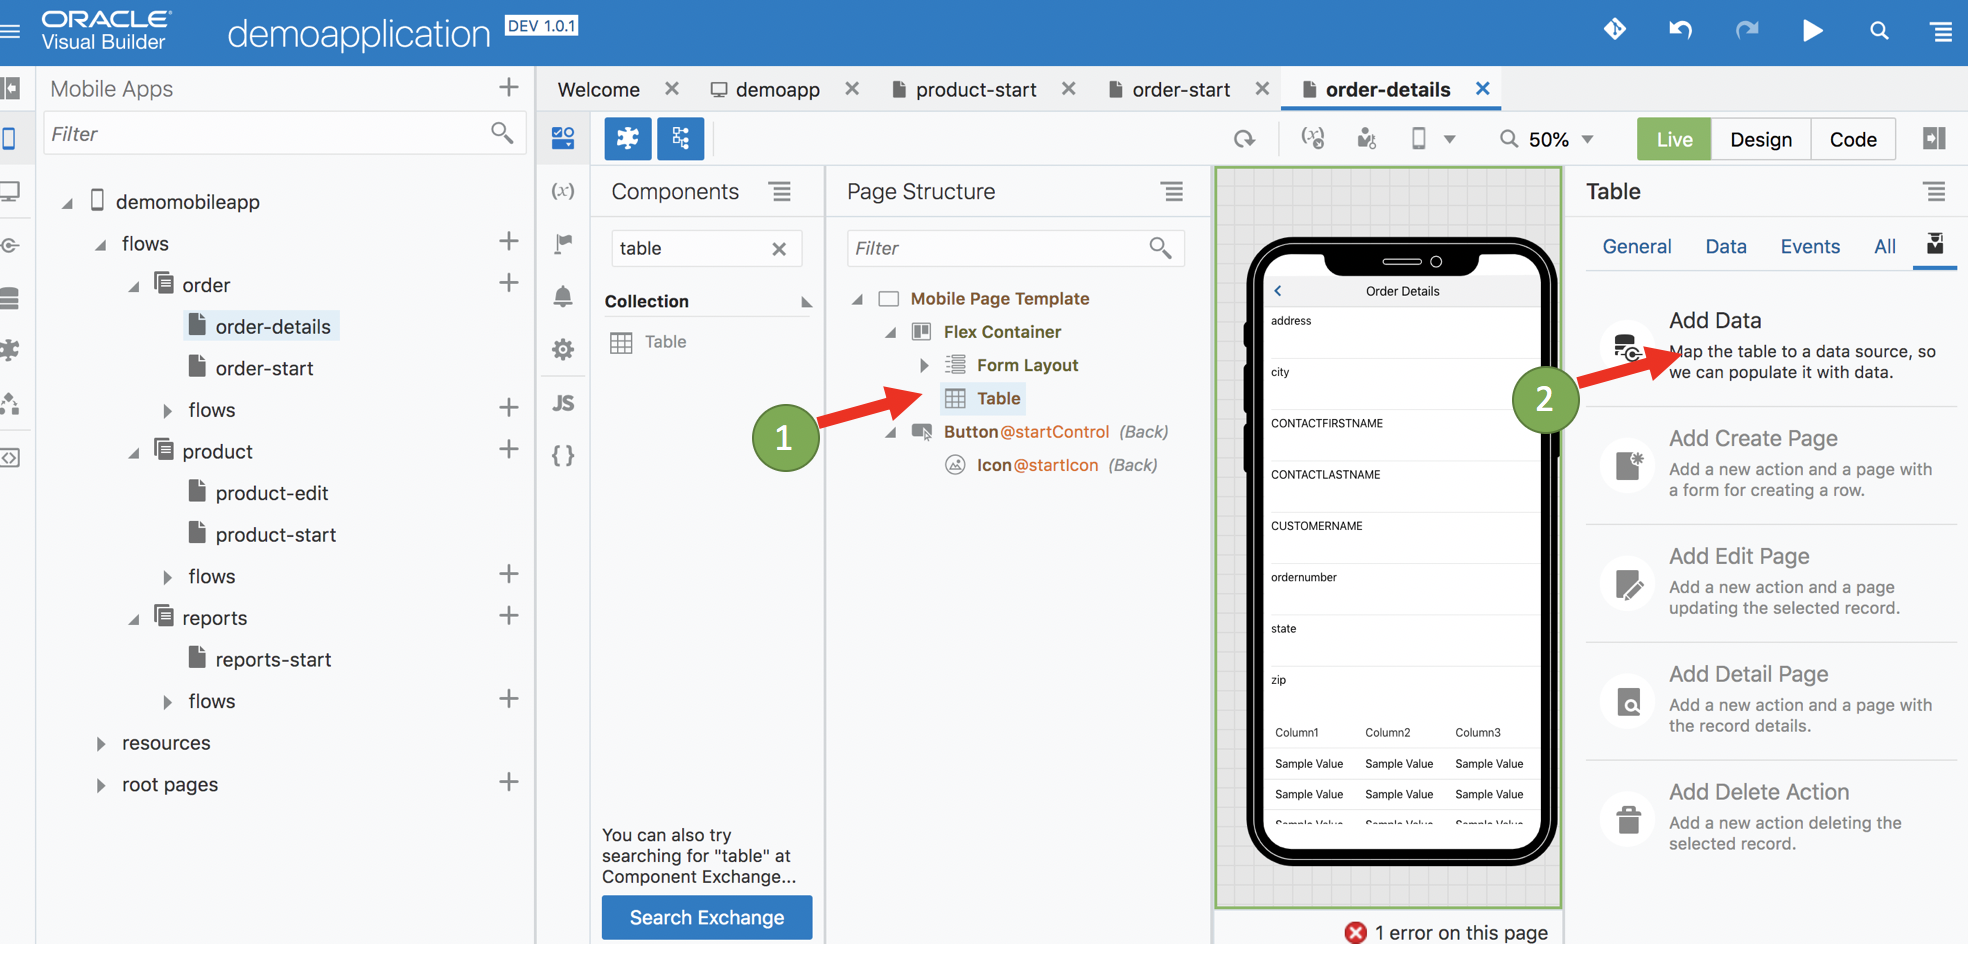 ORACLE
Visual Builder
demoapplication
DEV 1.0.1
Mobile Apps
Filter
demomobileapp
flows
order
order-details
order-start
flows
product
product-edit
product-start
flows
reports
reports-start
flows
resources
root pages
Welcome
demoapp
product-start
order-start
order-details
50%
Live
Design
Code
(x)
JS
{ }
Components
table
Collection
Table
You can also try
searching for "table" at
Component Exchange...
Search Exchange
Page Structure
Filter
Mobile Page Template
Flex Container
Form Layout
Table
Button@startControl (Back)
Icon@startIcon (Back)
1
Order Details
address
city
CONTACTFIRSTNAME
CONTACTLASTNAME
CUSTOMERNAME
ordernumber
state
zip
Column1 Column2 Column3
Sample Value Sample Value Sample Value
Sample Value Sample Value Sample Value
Sample Value Sample Value Sample Value
1 error on this page
2
Table
General Data Events All
Add Data
Map the table to a data source, so
we can populate it with data.
Add Create Page
Add a new action and a page with
a form for creating a row.
Add Edit Page
Add a new action and a page
updating the selected record.
Add Detail Page
Add a new action and a page with
the record details.
Add Delete Action
Add a new action deleting the
selected record.